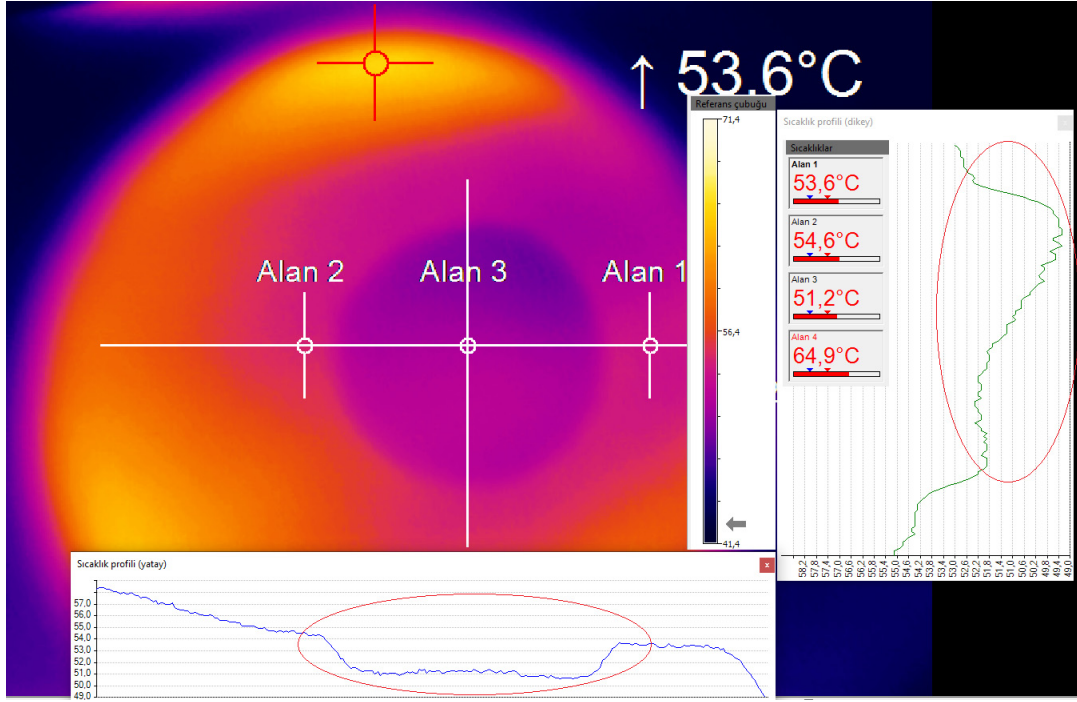 ↑ 53.6°C
Referans çubuğu
71,4
56,4
41,4
Alan 2
Alan 3
Alan 1
Sıcaklık profili (dikey)
Sıcaklıklar
Alan 1
53,6°C
Alan 2
54,6°C
Alan 3
51,2°C
Alan 4
64,9°C
58,2 57,8 57,4 57,0 56,6 56,2 55,8 55,4 55,0 54,6 54,2 53,8 53,4 53,0 52,6 52,2 51,8 51,4 51,0 50,6 50,2 49,8 49,4 49,0
Sıcaklık profili (yatay)
x
57,0
56,0
55,0
54,0
53,0
52,0
51,0
50,0
49,0